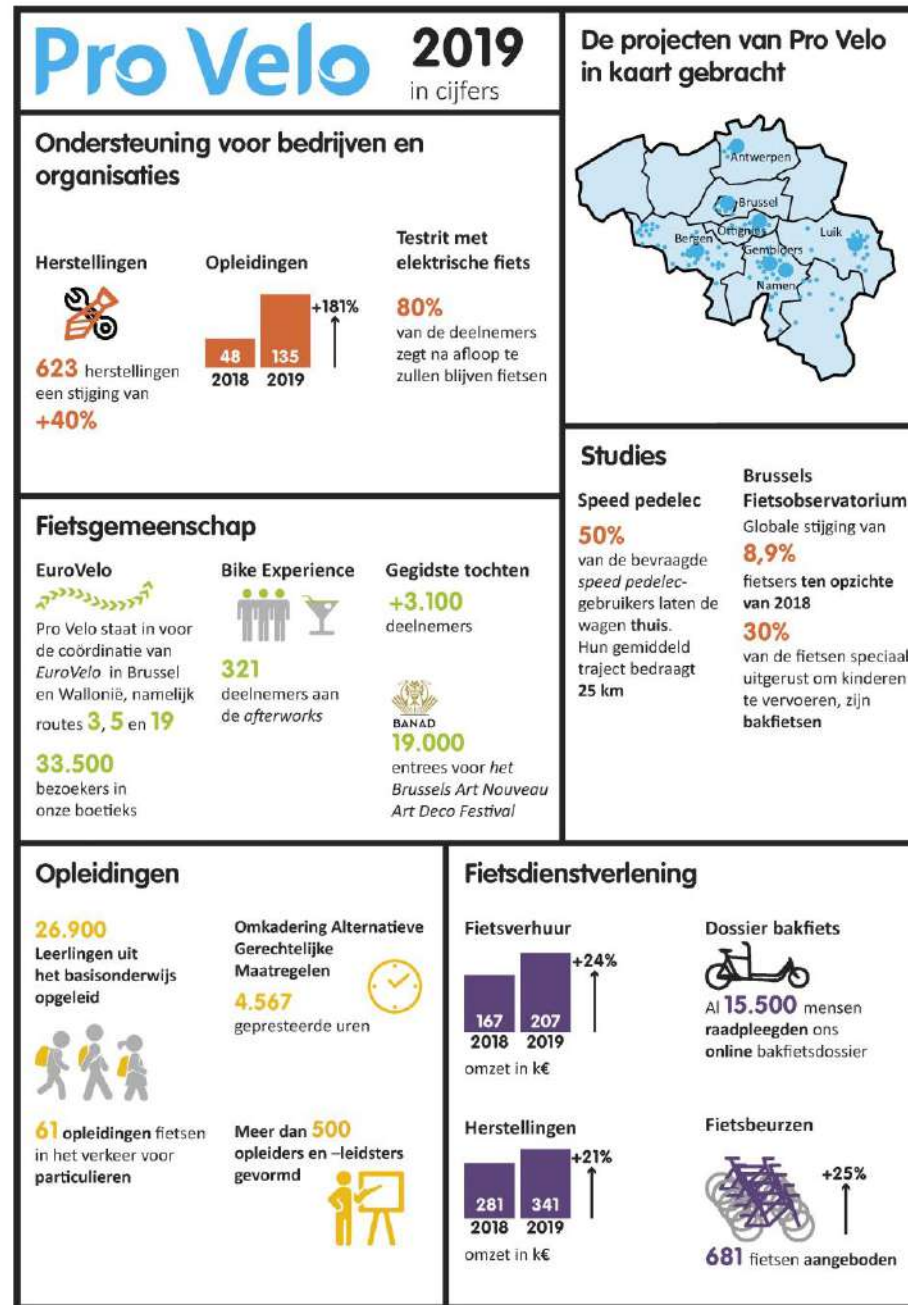 Pro Velo
2019
in cijfers
Ondersteuning voor bedrijven en
organisaties
Herstellingen
623 herstellingen
een stijging van
+40%
Opleidingen
+181%
48
135
2018
2019
Testrit met
elektrische fiets
80%
van de deelnemers
zegt na afloop te
zullen blijven fietsen
De projecten van Pro Velo
in kaart gebracht
Antwerpen
Brussel
Bergen
Ottignies
Luik
Gembloers
Namen
Studies
Speed pedelec
50%
van de bevraagde
speed pedelec-
gebruikers laten de
wagen thuis.
Hun gemiddeld
traject bedraagt
25 km
Brussels
Fietsobservatorium
Globale stijging van
8,9%
fietsers ten opzichte
van 2018
30%
van de fietsen speciaal
uitgerust om kinderen
te vervoeren, zijn
bakfietsen
Fietsgemeenschap
EuroVelo
Pro Velo staat in voor
de coördinatie van
EuroVelo in Brussel
en Wallonië, namelijk
routes 3, 5 en 19
33.500
bezoekers in
onze boetieks
Bike Experience
321
deelnemers aan
de afterworks
Gegidste tochten
+3.100
deelnemers
BANAD
19.000
entrees voor het
Brussels Art Nouveau
Art Deco Festival
Opleidingen
26.900
Leerlingen uit
het basisonderwijs
opgeleid
61 opleidingen fietsen
in het verkeer voor
particulieren
Omkadering Alternatieve
Gerechtelijke
Maatregelen
4.567
gepresteerde uren
Meer dan 500
opleiders en –leidsters
gevormd
Fietsdienstverlening
Fietsverhuur
+24%
167
207
2018
2019
omzet in k€
Herstellingen
+21%
281
341
2018
2019
omzet in k€
Dossier bakfiets
Al 15.500 mensen
raadpleegden ons
online bakfietsdossier
Fietsbeurzen
+25%
681 fietsen aangeboden